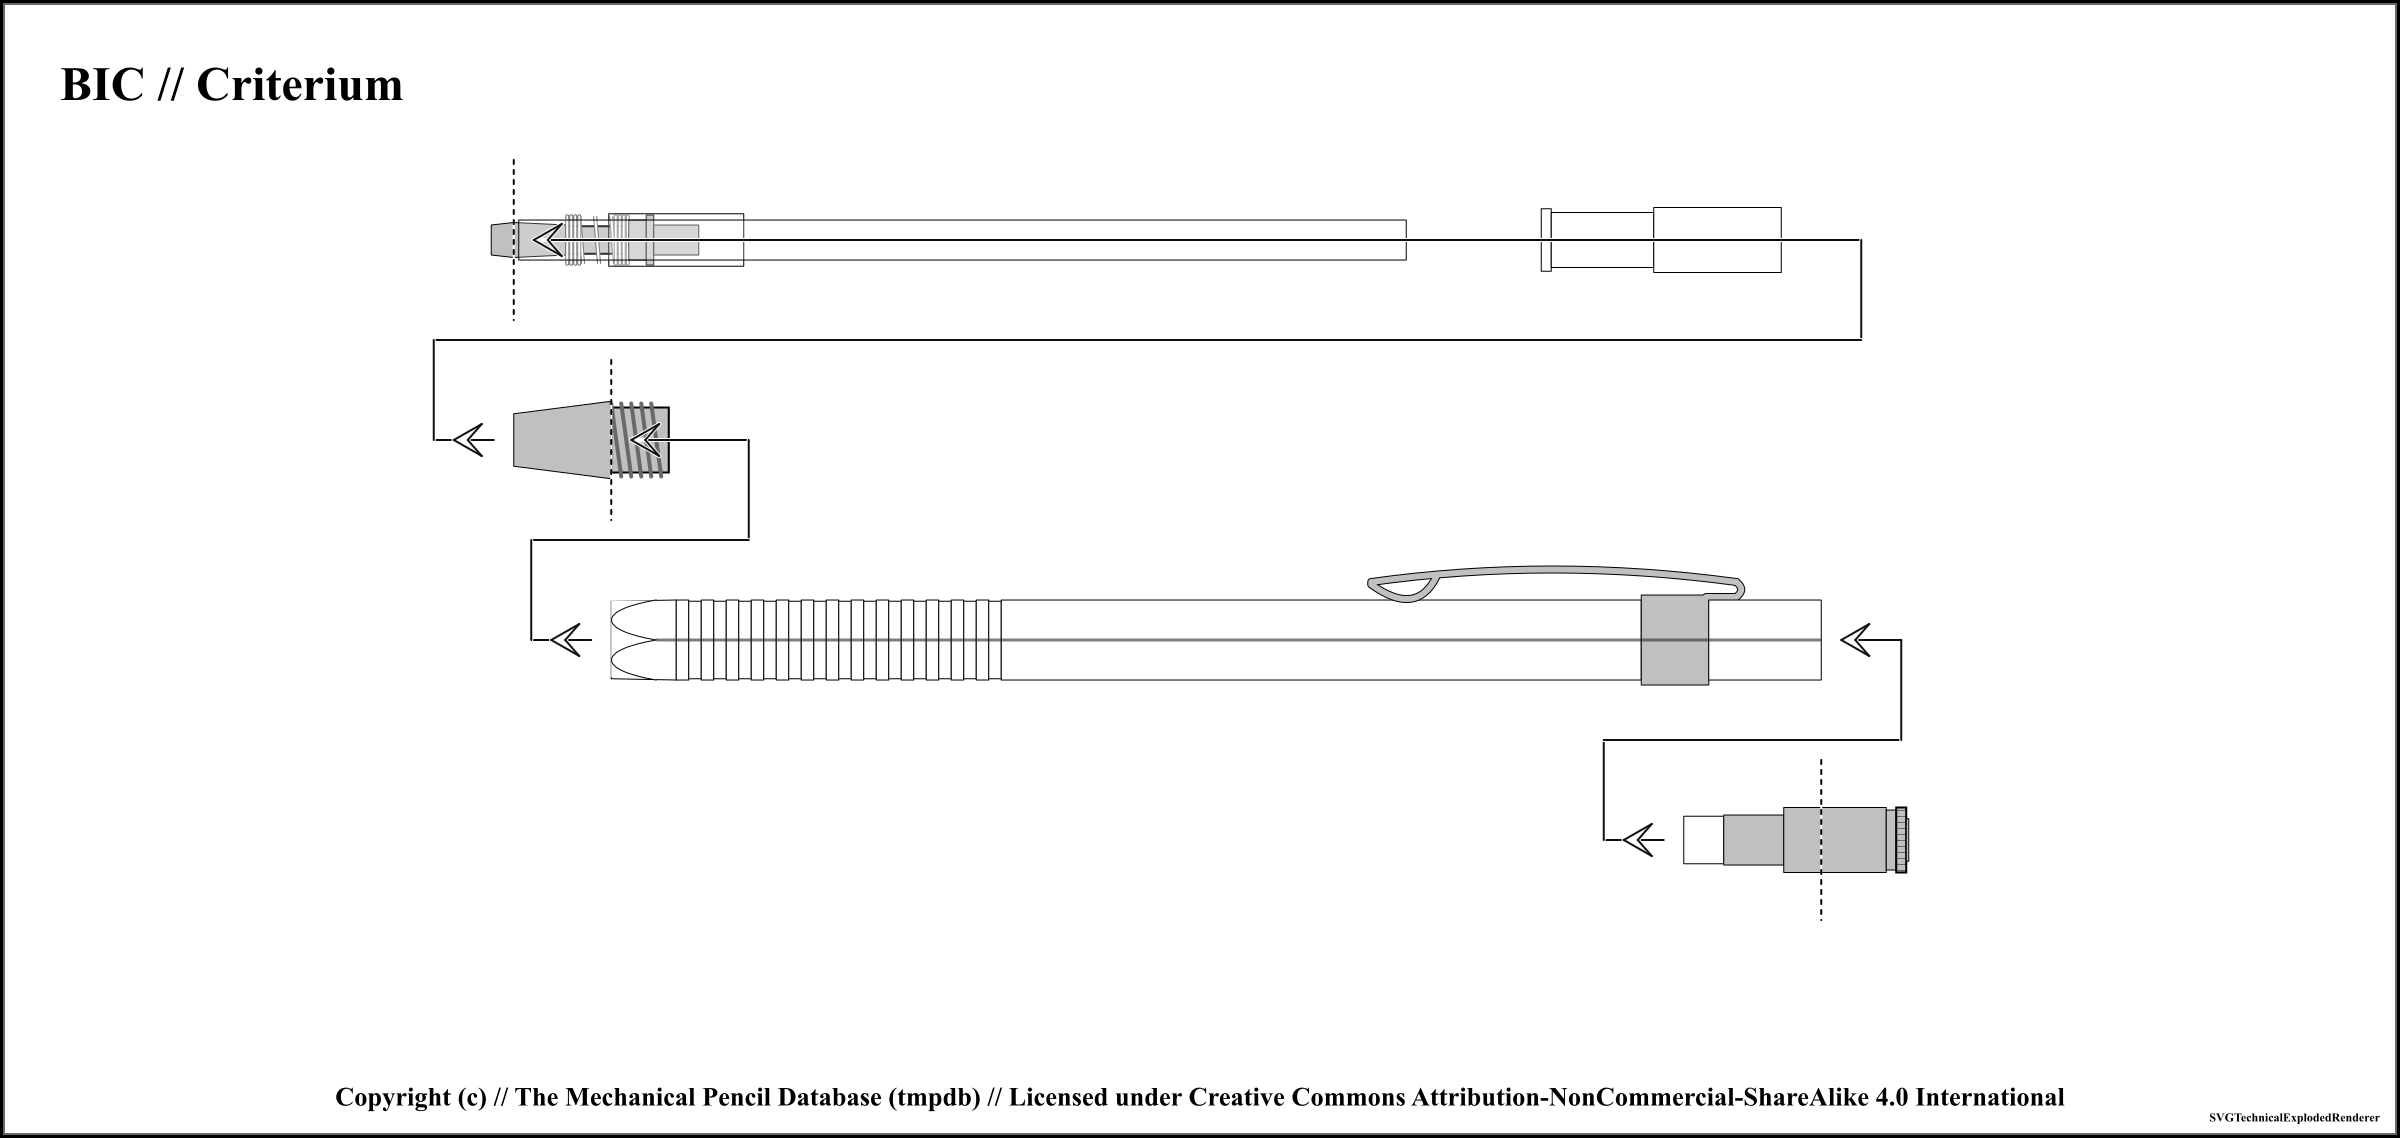 BIC // Criterium
Copyright (c) // The Mechanical Pencil Database (tmpdb) // Licensed under Creative Commons Attribution-NonCommercial-ShareAlike 4.0 International
SVGTechnicalExplodedRenderer